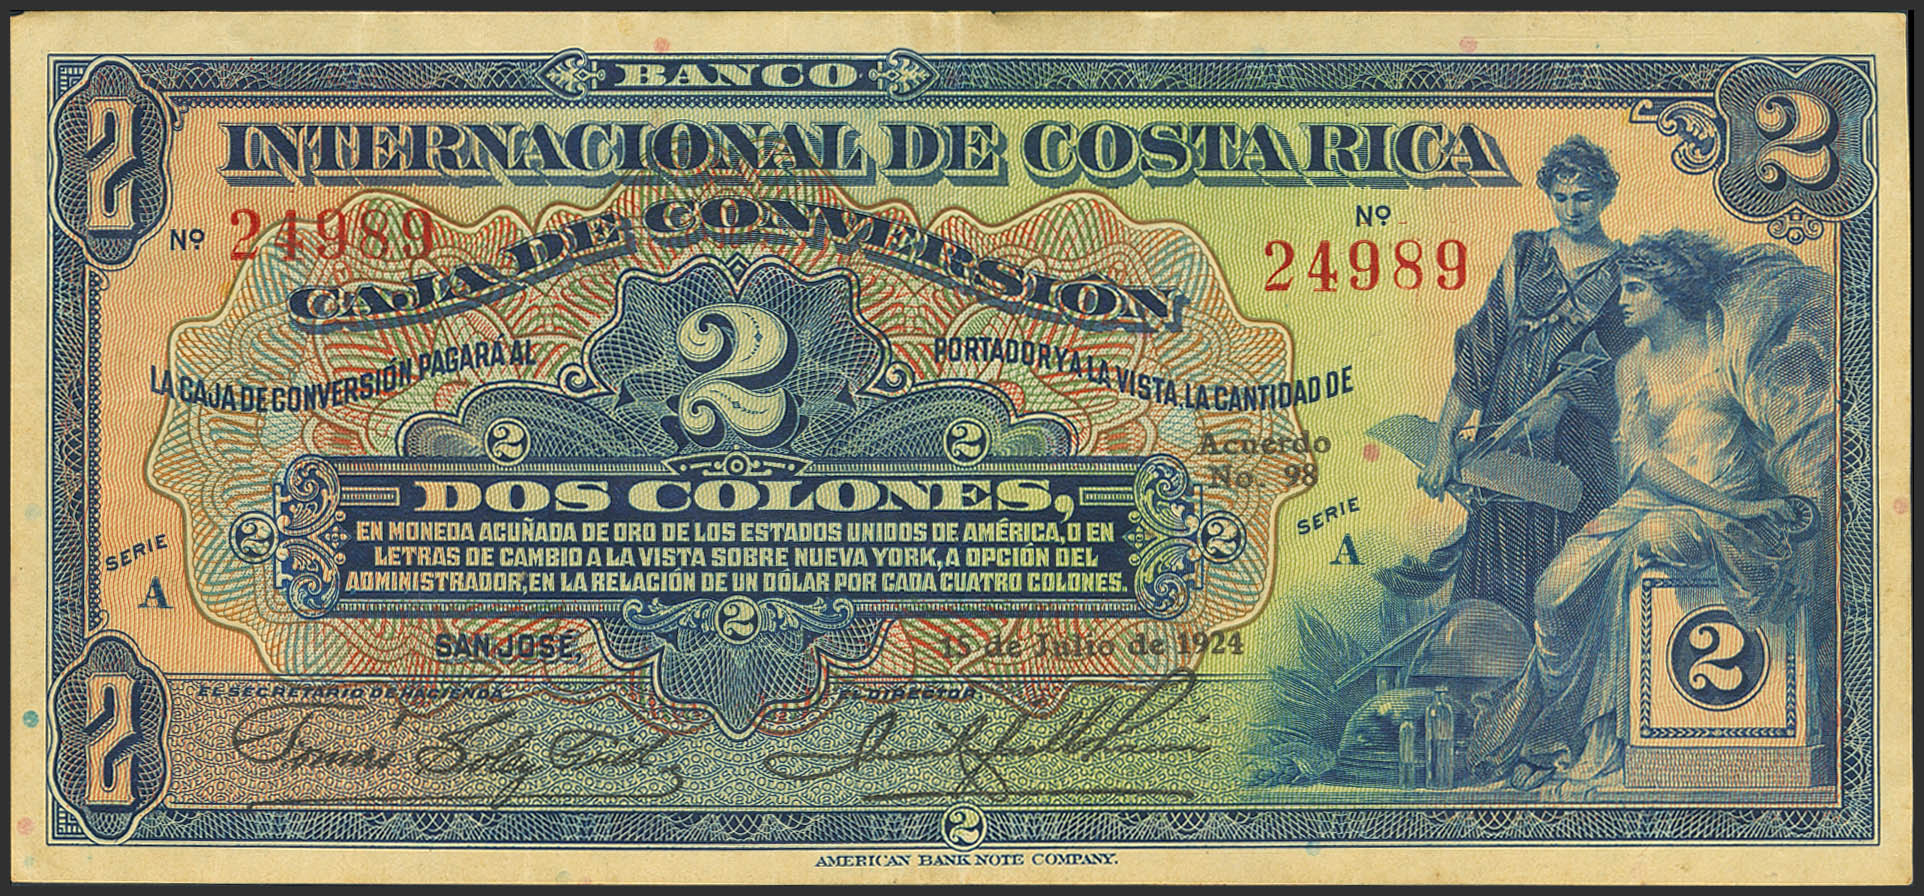 2 BANCO 2
INTERNACIONAL DE COSTA RICA
Nº 24989
Nº 24989
CAJA DE CONVERSIÓN
2
LA CAJA DE CONVERSIÓN PAGARÁ AL PORTADOR Y A LA VISTA, LA CANTIDAD DE
2 2
Acuerdo
No. 98
DOS COLONES,
2 2
EN MONEDA ACUÑADA DE ORO DE LOS ESTADOS UNIDOS DE AMÉRICA, O EN
LETRAS DE CAMBIO A LA VISTA SOBRE NUEVA YORK, A OPCIÓN DEL
ADMINISTRADOR, EN LA RELACIÓN DE UN DÓLAR POR CADA CUATRO COLONES.
SERIE
A
SERIE
A
2
2
SAN JOSÉ, 15 de Julio de 1924
EL SECRETARIO DE HACIENDA EL DIRECTOR
2
Tomás Soley
2
AMERICAN BANK NOTE COMPANY.